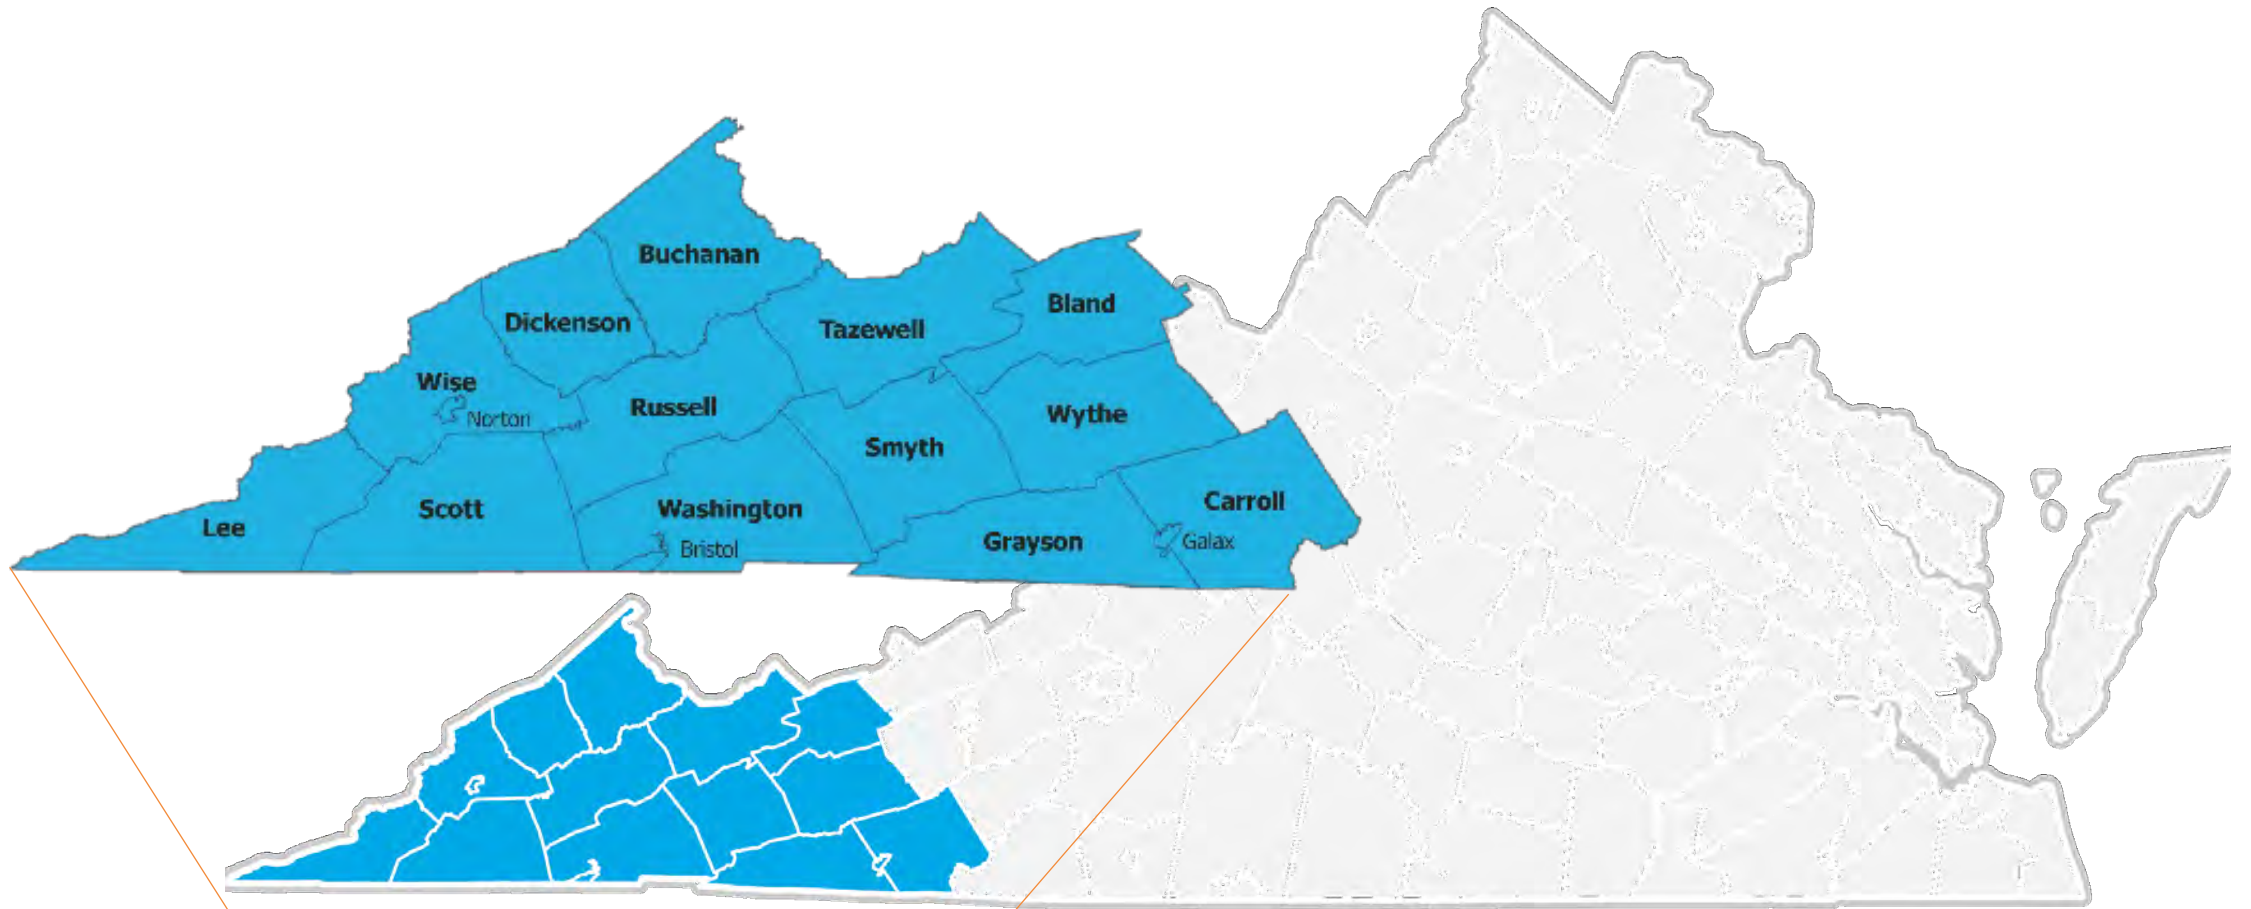 Buchanan
Bland
Dickenson
Tazewell
Wise
Norton
Russell
Wythe
Smyth
Scott
Washington
Carroll
Lee
Bristol
Grayson
Galax